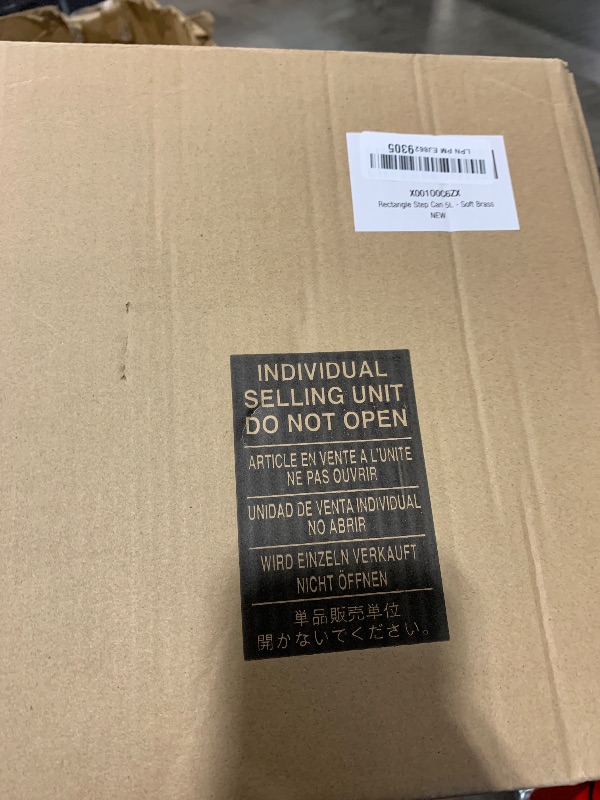 LPN PM EJ862 9305
Rectangle Step Can 5L - Soft Brass
NEW
INDIVIDUAL
SELLING UNIT
DO NOT OPEN
ARTICLE EN VENTE A L'UNITE
NE PAS OUVRIR
UNIDAD DE VENTA INDIVIDUAL
NO ABRIR
WIRD EINZELN VERKAUFT
NICHT ÖFFNEN
単品販売単位
開かないでください。